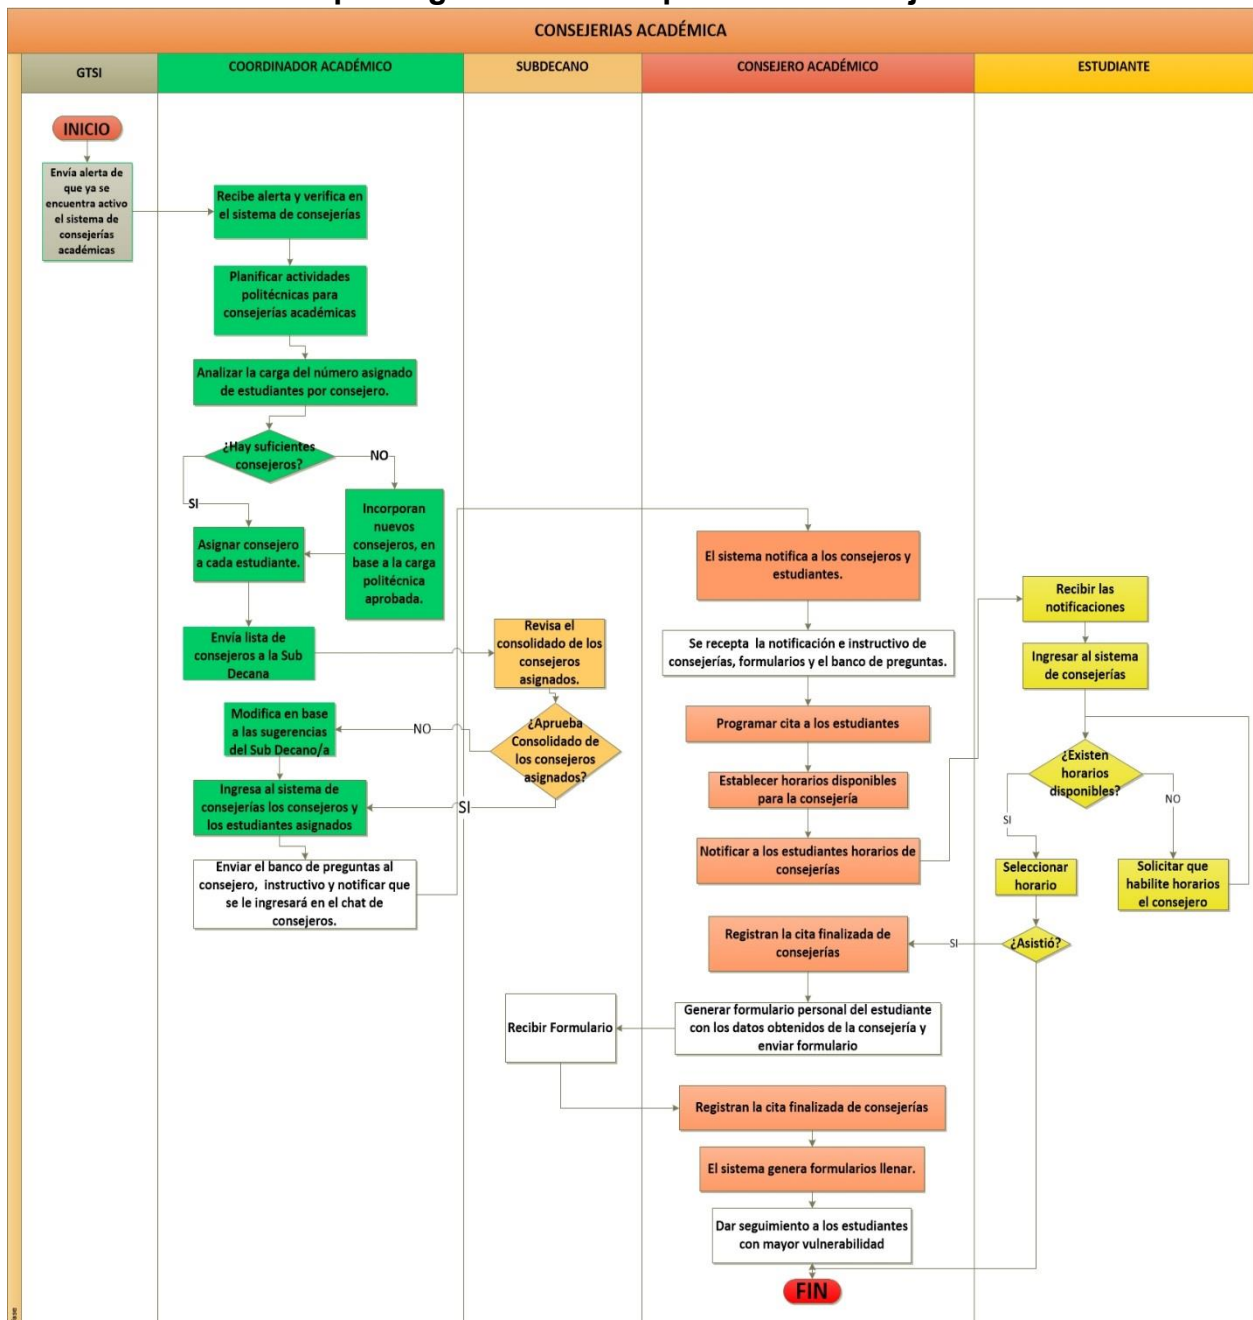 CONSEJERIAS ACADÉMICA
GTSI
COORDINADOR ACADÉMICO
SUBDECANO
CONSEJERO ACADÉMICO
ESTUDIANTE
INICIO
Envía alerta de
que ya se
encuentra activo
el sistema de
consejerías
académicas
Recibe alerta y verifica en
el sistema de consejerías
Planificar actividades
politécnicas para
consejerías académicas
Analizar la carga del número asignado
de estudiantes por consejero.
¿Hay suficientes
consejeros?
NO
SI
Incorporan
nuevos
consejeros, en
base a la carga
politécnica
aprobada.
Asignar consejero
a cada estudiante.
Envía lista de
consejeros a la Sub
Decana
Revisa el
consolidado de los
consejeros
asignados.
¿Aprueba
Consolidado de
los consejeros
asignados?
NO
SI
Modifica en base
a las sugerencias
del Sub Decano/a
Ingresa al sistema de
consejerías los consejeros y
los estudiantes asignados
Enviar el banco de preguntas al
consejero, instructivo y notificar que
se le ingresará en el chat de
consejeros.
El sistema notifica a los consejeros y
estudiantes.
Se recepta la notificación e instructivo de
consejerías, formularios y el banco de preguntas.
Programar cita a los estudiantes
Establecer horarios disponibles
para la consejería
Notificar a los estudiantes horarios de
consejerías
Recibir las
notificaciones
Ingresar al sistema
de consejerías
¿Existen
horarios
disponibles?
NO
SI
Seleccionar
horario
Solicitar que
habilite horarios
el consejero
¿Asistió?
SI
Registran la cita finalizada de
consejerías
Generar formulario personal del estudiante
con los datos obtenidos de la consejería y
enviar formulario
Recibir Formulario
Registran la cita finalizada de consejerías
El sistema genera formularios llenar.
Dar seguimiento a los estudiantes
con mayor vulnerabilidad
FIN